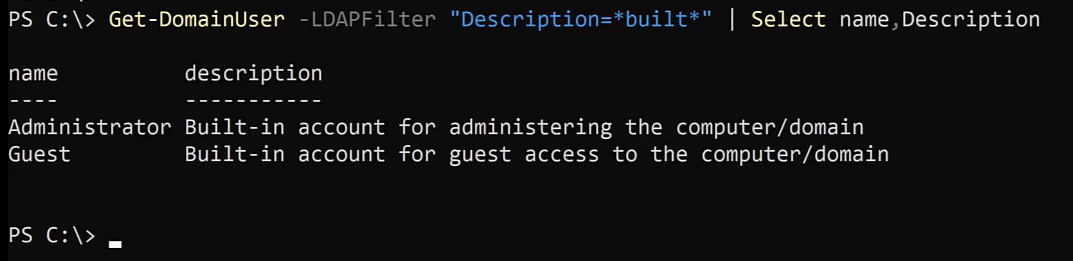 PS C:\> Get-DomainUser -LDAPFilter "Description=*built*" | Select name,Description
name          description
----          -----------
Administrator Built-in account for administering the computer/domain
Guest         Built-in account for guest access to the computer/domain
PS C:\>